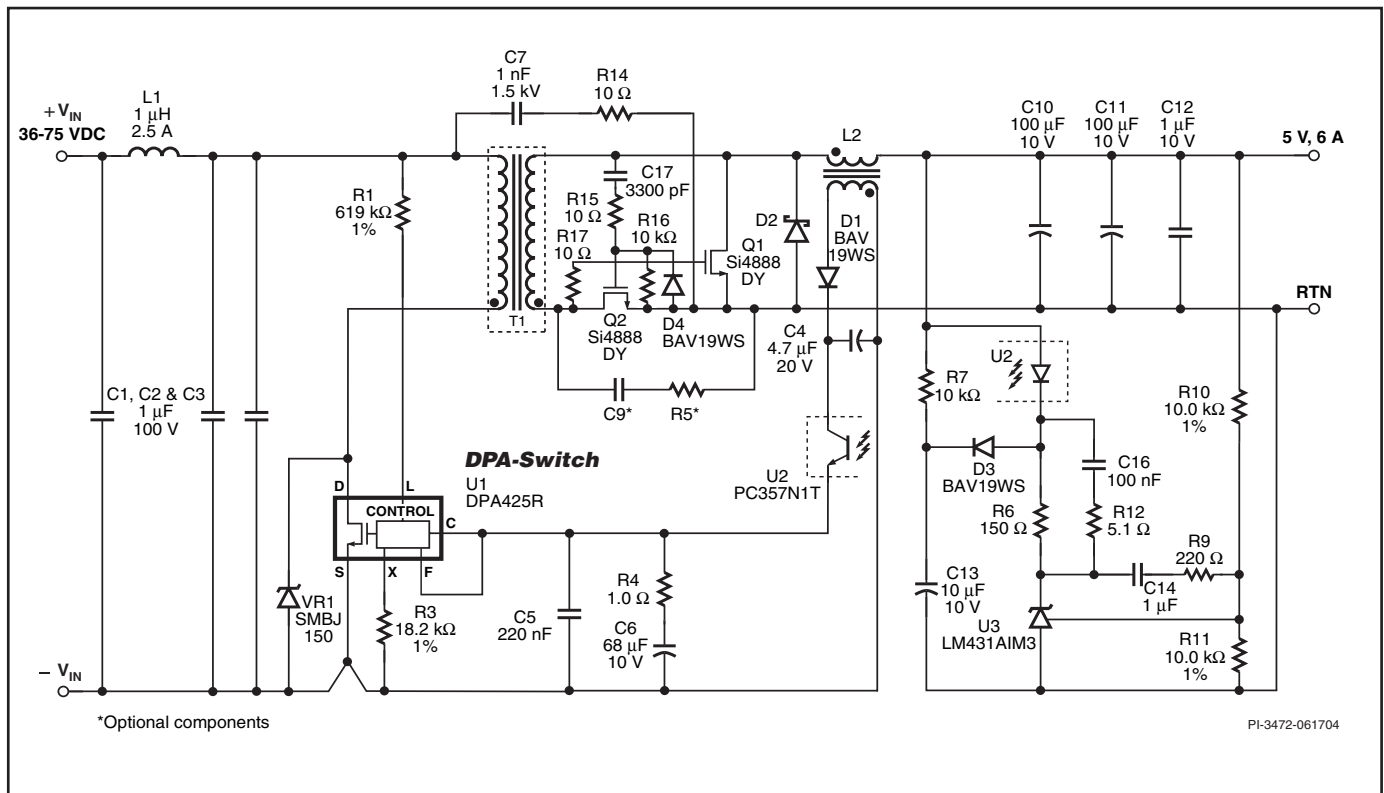 + VIN
36-75 VDC
L1
1 µH
2.5 A
C7
1 nF
1.5 kV
R14
10 Ω
R1
619 kΩ
1%
T1
C17
3300 pF
R15
10 Ω
R16
10 kΩ
R17
10 Ω
Q1
Si4888
DY
Q2
Si4888
DY
D4
BAV19WS
D2
L2
D1
BAV
19WS
C10
100 µF
10 V
C11
100 µF
10 V
C12
1 µF
10 V
5 V, 6 A
RTN
C4
4.7 µF
20 V
C9*
R5*
U2
PC357N1T
R7
10 kΩ
U2
D3
BAV19WS
R6
150 Ω
C16
100 nF
R12
5.1 Ω
R10
10.0 kΩ
1%
R9
220 Ω
C14
1 µF
C13
10 µF
10 V
U3
LM431AIM3
R11
10.0 kΩ
1%
C1, C2 & C3
1 µF
100 V
DPA-Switch
U1
DPA425R
D
L
CONTROL
C
S
X
F
VR1
SMBJ
150
R3
18.2 kΩ
1%
C5
220 nF
R4
1.0 Ω
C6
68 µF
10 V
− VIN
*Optional components
PI-3472-061704